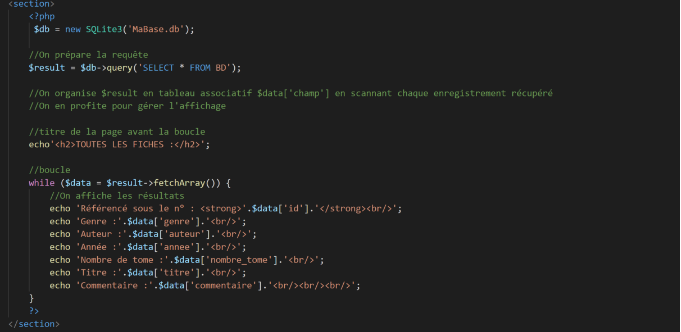 <section>
<?php
$db = new SQLite3('MaBase.db');
//On prépare la requête
$result = $db->query('SELECT * FROM BD');
//On organise $result en tableau associatif $data['champ'] en scannant chaque enregistrement récupéré
//On en profite pour gérer l'affichage
//titre de la page avant la boucle
echo'<h2>TOUTES LES FICHES :</h2>';
//boucle
while ($data = $result->fetchArray()) {
//On affiche les résultats
echo 'Référencé sous le n° : <strong>'.$data['id'].'</strong><br/>';
echo 'Genre :'.$data['genre'].'<br/>';
echo 'Auteur :'.$data['auteur'].'<br/>';
echo 'Année :'.$data['annee'].'<br/>';
echo 'Nombre de tome :'.$data['nombre_tome'].'<br/>';
echo 'Titre :'.$data['titre'].'<br/>';
echo 'Commentaire :'.$data['commentaire'].'<br/><br/><br/>';
}
?>
</section>